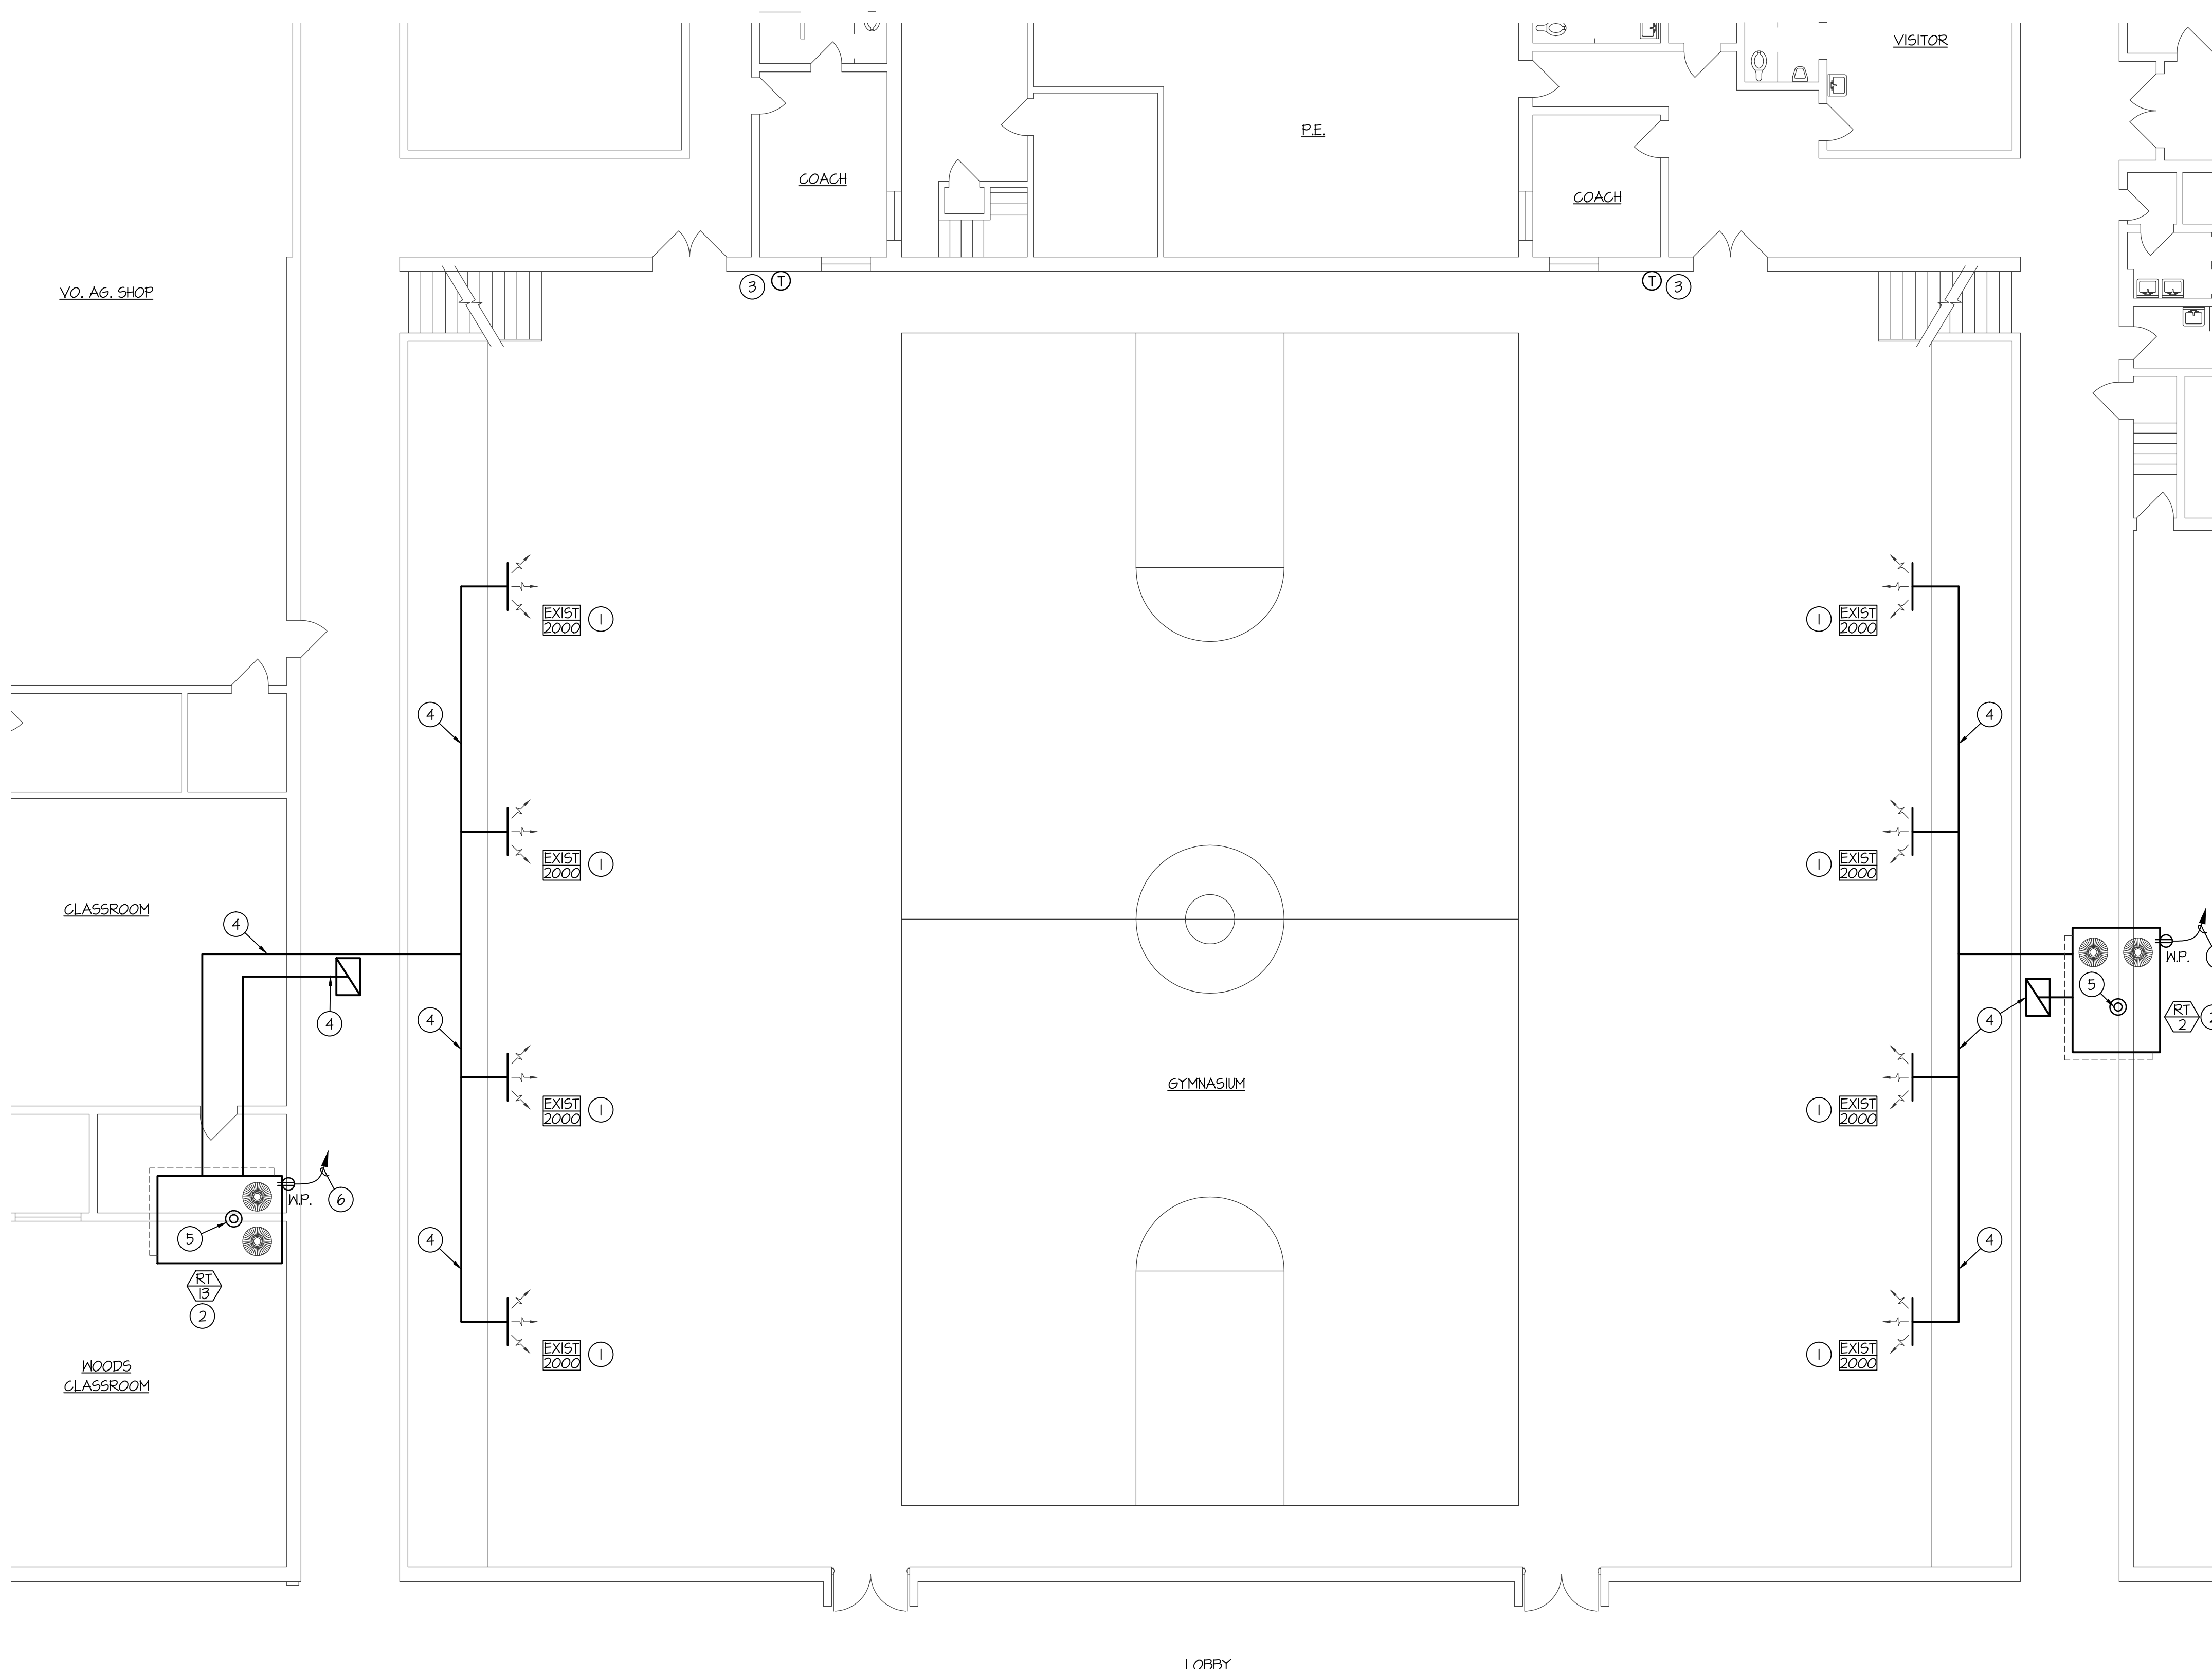 VISITOR
P.E.
COACH
COACH
VO. AG. SHOP
3
T
T
3
EXIST
2000
1
1
EXIST
2000
4
4
EXIST
2000
1
1
EXIST
2000
CLASSROOM
4
W.P.
5
4
4
4
RT
2
GYMNASIUM
EXIST
2000
1
1
EXIST
2000
W.P.
6
5
4
4
RT
13
2
EXIST
2000
1
1
EXIST
2000
WOODS
CLASSROOM
LOBBY